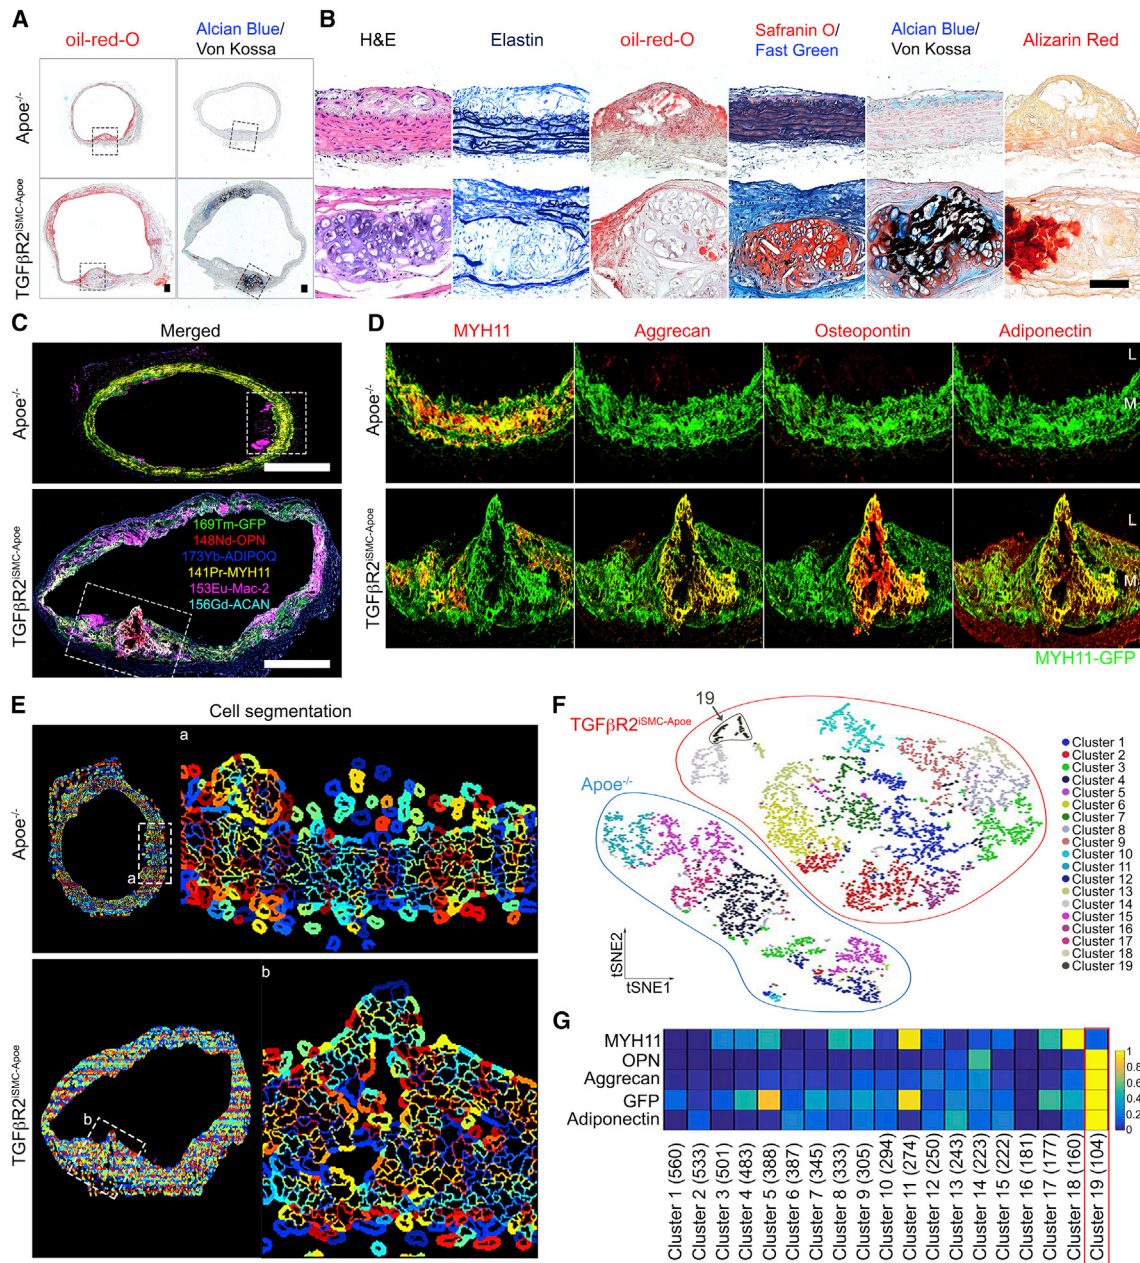 A
oil-red-O
Alcian Blue/
Von Kossa
Apoe-/-
TGFβR2iSMC-Apoe
B
H&E
Elastin
oil-red-O
Safranin O/
Fast Green
Alcian Blue/
Von Kossa
Alizarin Red
C
Merged
Apoe-/-
TGFβR2iSMC-Apoe
169Tm-GFP
148Nd-OPN
173Yb-ADIPOQ
141Pr-MYH11
153Eu-Mac-2
156Gd-ACAN
D
MYH11
Aggrecan
Osteopontin
Adiponectin
Apoe-/-
L
M
TGFβR2iSMC-Apoe
L
M
MYH11-GFP
E
Cell segmentation
Apoe-/-
a
a
TGFβR2iSMC-Apoe
b
b
F
TGFβR2iSMC-Apoe
19
Apoe-/-
tSNE2
tSNE1
Cluster 1
Cluster 2
Cluster 3
Cluster 4
Cluster 5
Cluster 6
Cluster 7
Cluster 8
Cluster 9
Cluster 10
Cluster 11
Cluster 12
Cluster 13
Cluster 14
Cluster 15
Cluster 16
Cluster 17
Cluster 18
Cluster 19
G
MYH11
OPN
Aggrecan
GFP
Adiponectin
1
0.8
0.6
0.4
0.2
0
Cluster 1 (560)
Cluster 2 (533)
Cluster 3 (501)
Cluster 4 (483)
Cluster 5 (388)
Cluster 6 (387)
Cluster 7 (345)
Cluster 8 (333)
Cluster 9 (305)
Cluster 10 (294)
Cluster 11 (274)
Cluster 12 (250)
Cluster 13 (243)
Cluster 14 (223)
Cluster 15 (222)
Cluster 16 (181)
Cluster 17 (177)
Cluster 18 (160)
Cluster 19 (104)